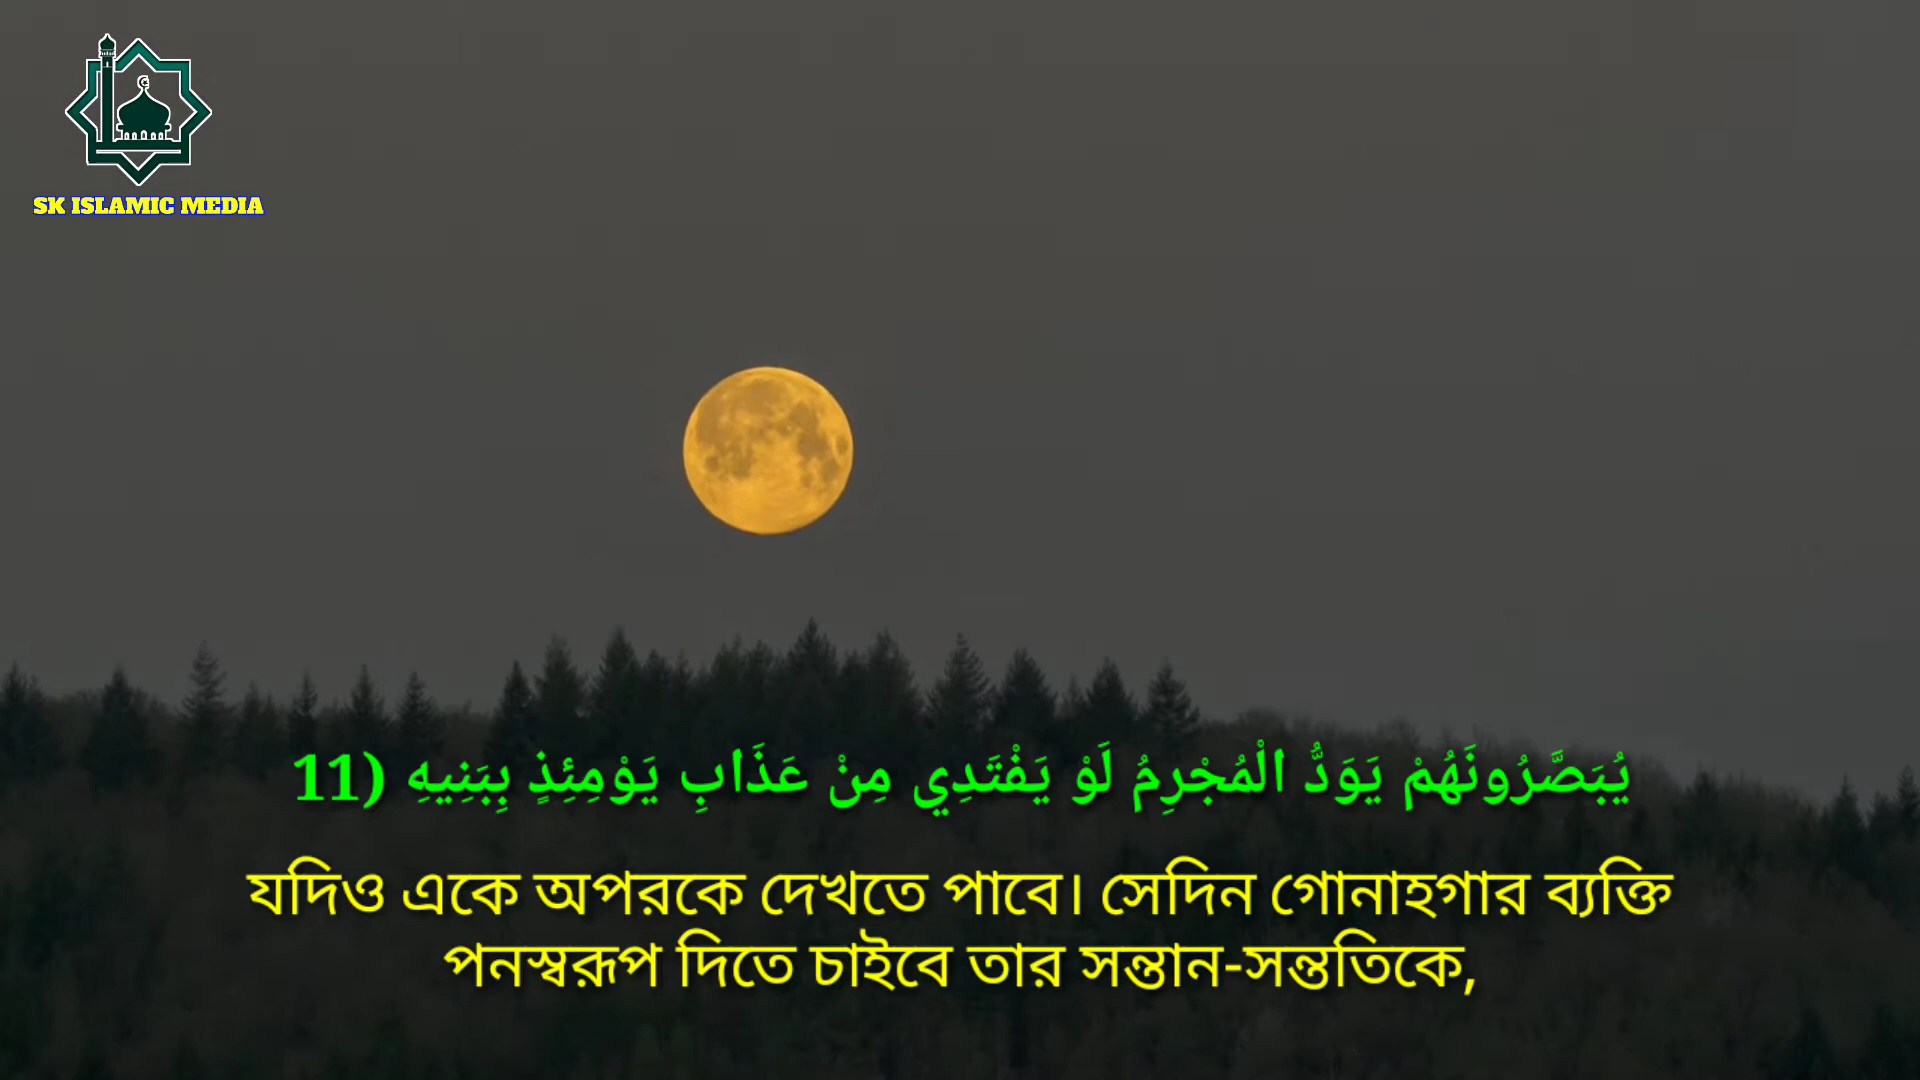 SK ISLAMIC MEDIA
يُبَصَّرُونَهُمْ يَوَدُّ الْمُجْرِمُ لَوْ يَفْتَدِي مِنْ عَذَابِ يَوْمِئِذٍ بِبَنِيهِ (11
যদিও একে অপরকে দেখতে পাবে। সেদিন গোনাহগার ব্যক্তি
পনস্বরূপ দিতে চাইবে তার সন্তান-সন্ততিকে,